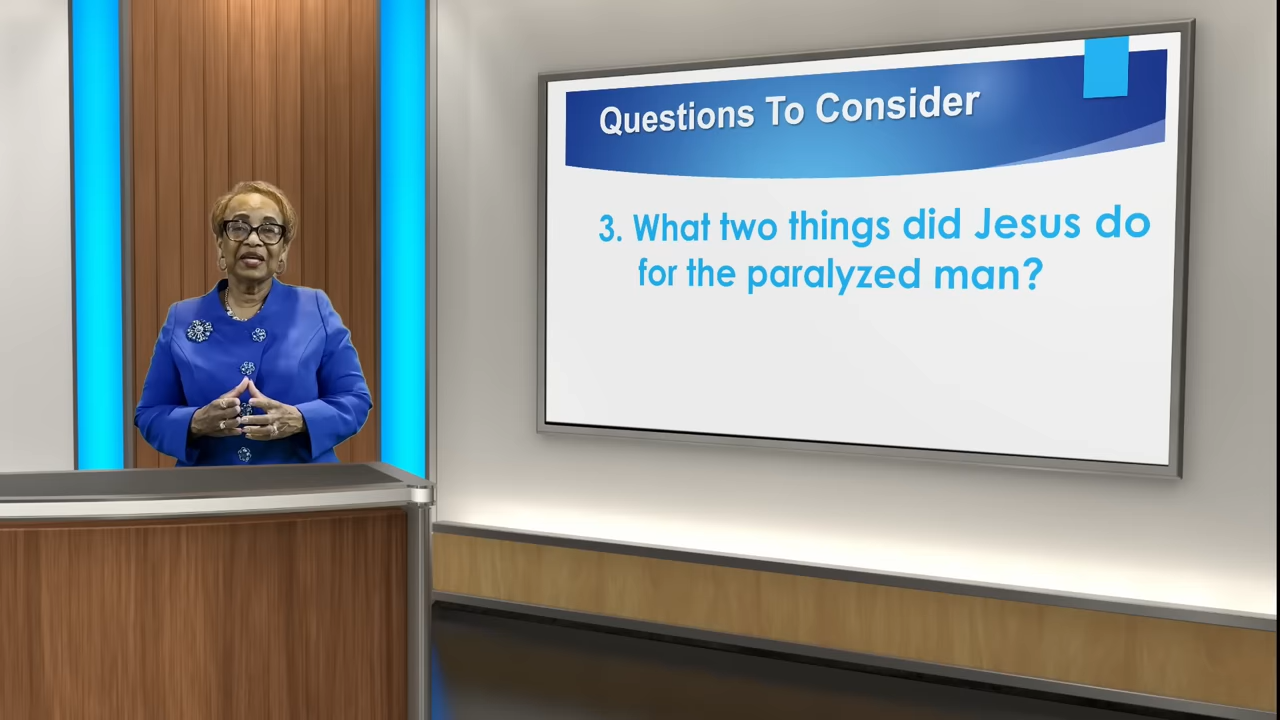 Questions To Consider
3. What two things did Jesus do
for the paralyzed man?